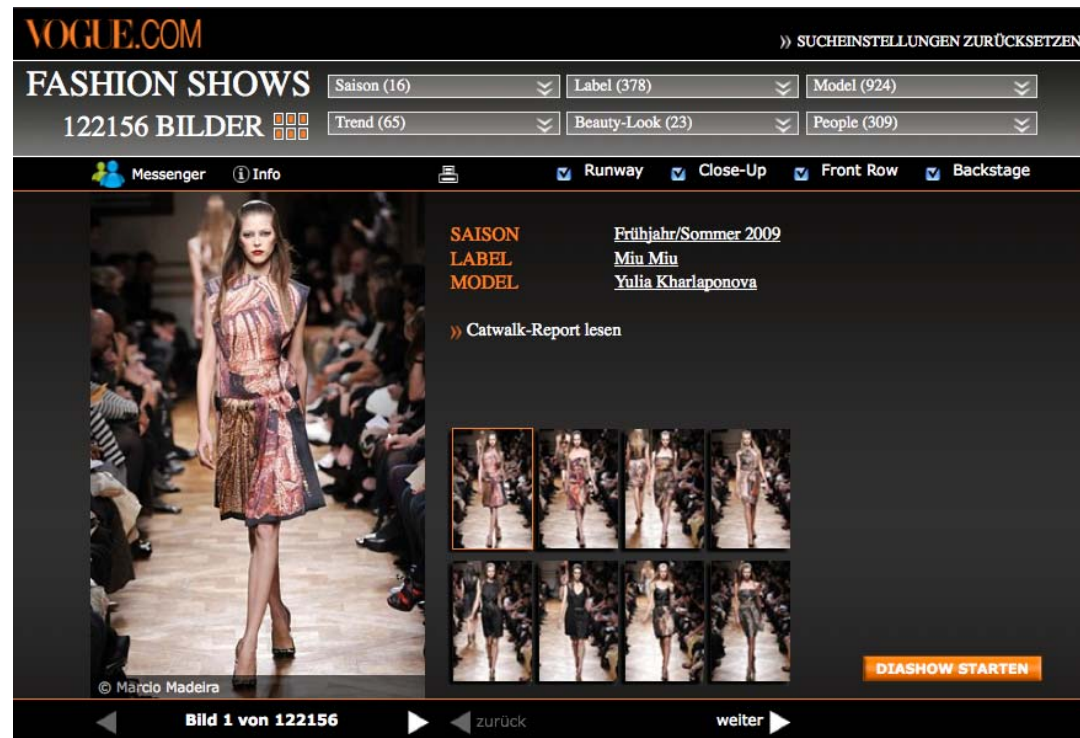 VOGUE.COM
» SUCHEINSTELLUNGEN ZURÜCKSETZEN
FASHION SHOWS
122156 BILDER
Saison (16)
Label (378)
Model (924)
Trend (65)
Beauty-Look (23)
People (309)
Messenger
Info
Runway
Close-Up
Front Row
Backstage
SAISON Frühjahr/Sommer 2009
LABEL Miu Miu
MODEL Yulia Kharlaponova
» Catwalk-Report lesen
© Marcio Madeira
DIASHOW STARTEN
Bild 1 von 122156
zurück
weiter